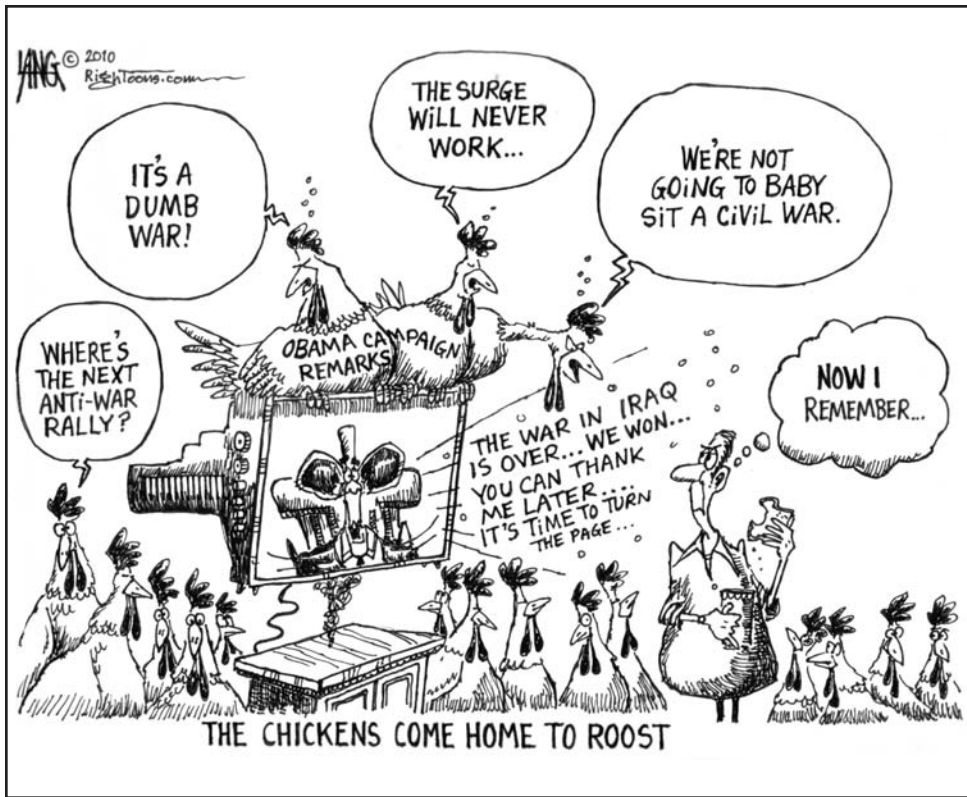 LANG © 2010
RighToons.com
IT'S A
DUMB
WAR!
THE SURGE
WILL NEVER
WORK...
WE'RE NOT
GOING TO BABY
SIT A CIVIL WAR.
WHERE'S
THE NEXT
ANTI-WAR
RALLY?
OBAMA CAMPAIGN
REMARKS
THE WAR IN IRAQ
IS OVER... WE WON...
YOU CAN THANK
ME LATER....
IT'S TIME TO TURN
THE PAGE...
NOW I
REMEMBER...
THE CHICKENS COME HOME TO ROOST